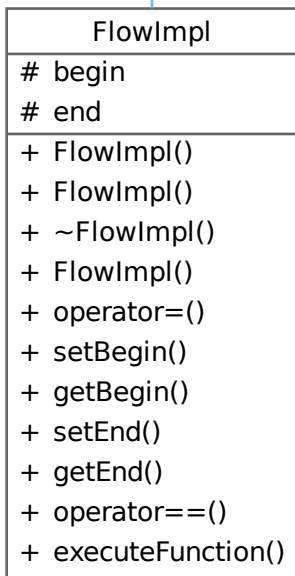 FlowImpl
# begin
# end
+ FlowImpl()
+ FlowImpl()
+ ~FlowImpl()
+ FlowImpl()
+ operator=()
+ setBegin()
+ getBegin()
+ setEnd()
+ getEnd()
+ operator==()
+ executeFunction()